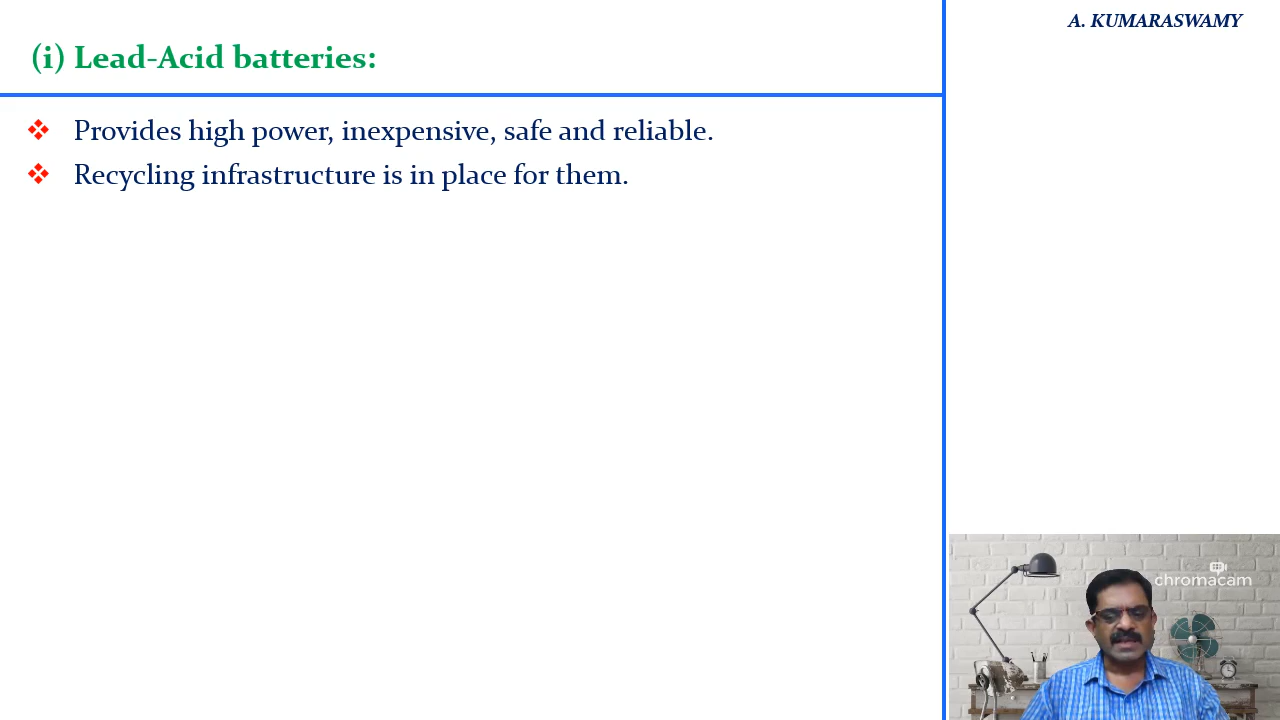 A. KUMARASWAMY
(i) Lead-Acid batteries:
Provides high power, inexpensive, safe and reliable.
Recycling infrastructure is in place for them.
chromacam